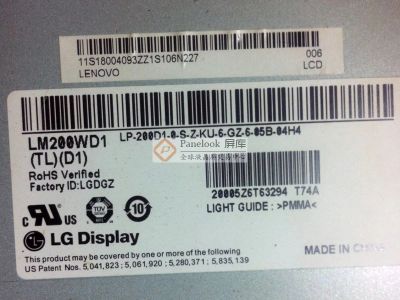 11S18004093ZZ1S106N227
006
LENOVO
LCD
LM200WD1
LP-200D1-0-S-Z-KU-6-GZ-6-05B-04H4
(TL)(D1)
Panelook 屏库
RoHS Verified
Factory ID:LGDGZ
20005Z6T63294 T74A
LIGHT GUIDE : >PMMA<
c RU us
10
LG Display
MADE IN
This product may be covered by one or more of the following
US Patent Nos. 5,041,823 ; 5,061,920 ; 5,280,371 ; 5,835,139